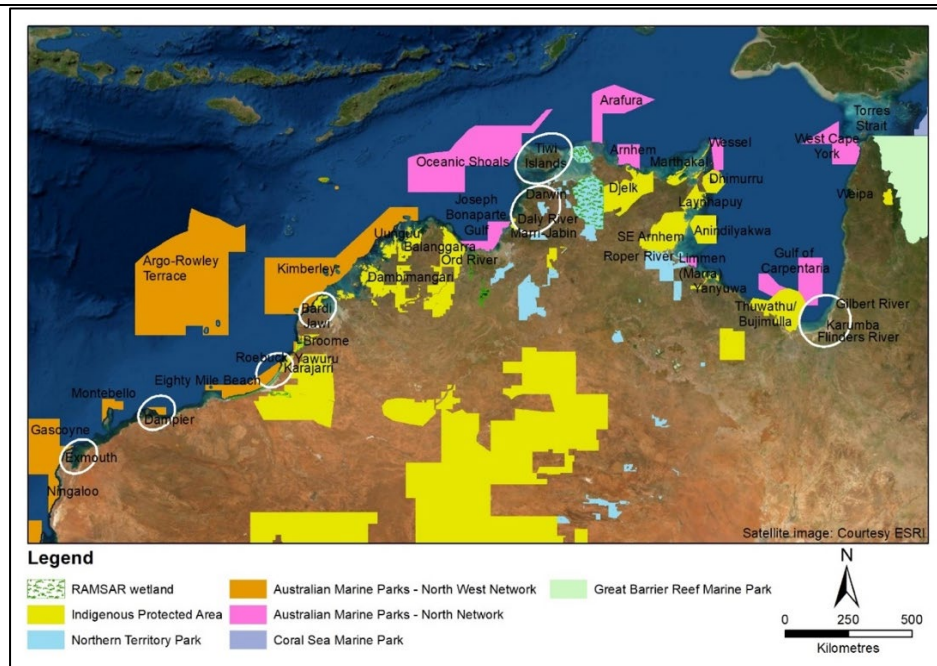 Arafura
Torres
Strait
Tiwi
Islands
Arnhem
Wessel
West Cape
York
Oceanic Shoals
Marthakal
Dhimurru
Djelk
Weipa
Joseph
Bonaparte
Gulf
Darwin
Laynhapuy
Daly River
Marri-Jabin
Anindilyakwa
SE Arnhem
Uunguu
Balanggarra
Ord River
Argo-Rowley
Terrace
Kimberley
Dambimangari
Roper River
Limmen
(Marra)
Yanyuwa
Gulf of
Carpentaria
Thuwathu/
Bujimulla
Gilbert River
Karumba
Flinders River
Bardi
Jawi
Broome
Roebuck
Yawuru
Karajarri
Eighty Mile Beach
Montebello
Dampier
Gascoyne
Exmouth
Ningaloo
Satellite image: Courtesy ESRI
Legend
RAMSAR wetland
Indigenous Protected Area
Northern Territory Park
Australian Marine Parks - North West Network
Australian Marine Parks - North Network
Coral Sea Marine Park
Great Barrier Reef Marine Park
N
0 250 500
Kilometres